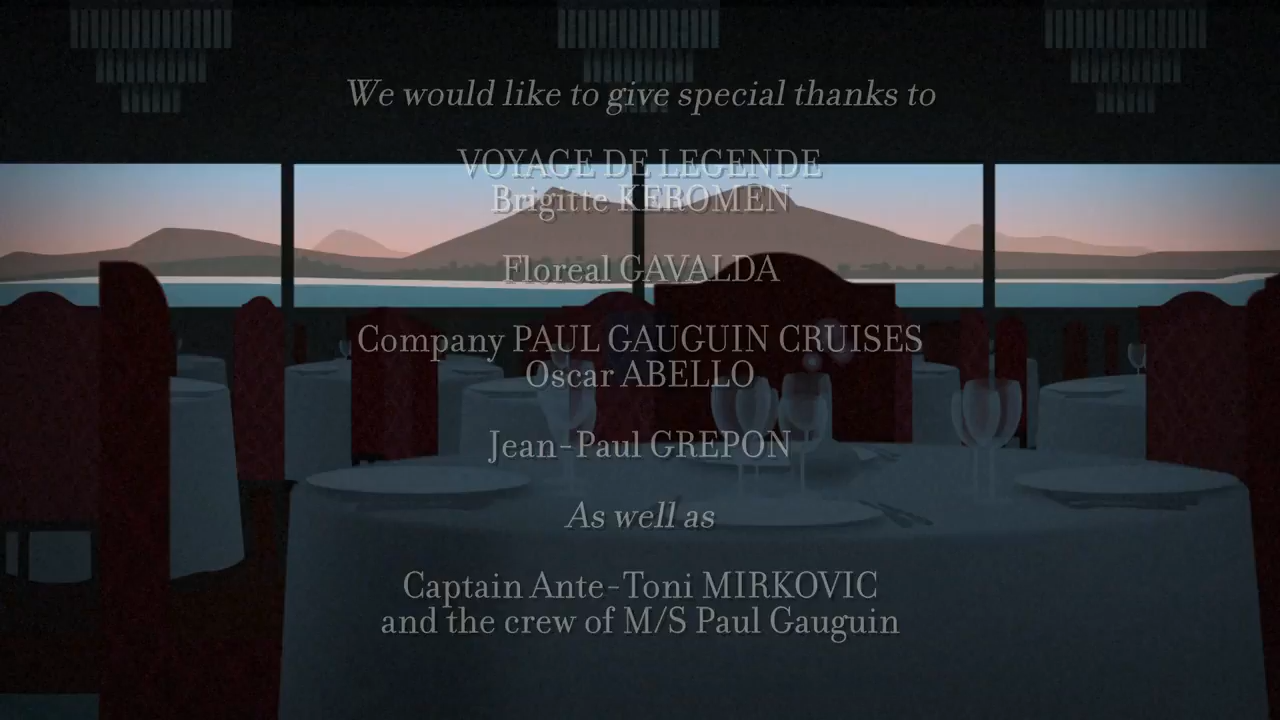 We would like to give special thanks to
VOYAGE DE LEGENDE
Brigitte KEROMEN
Floreal GAVALDA
Company PAUL GAUGUIN CRUISES
Oscar ABELLO
Jean-Paul GREPON
As well as
Captain Ante-Toni MIRKOVIC
and the crew of M/S Paul Gauguin